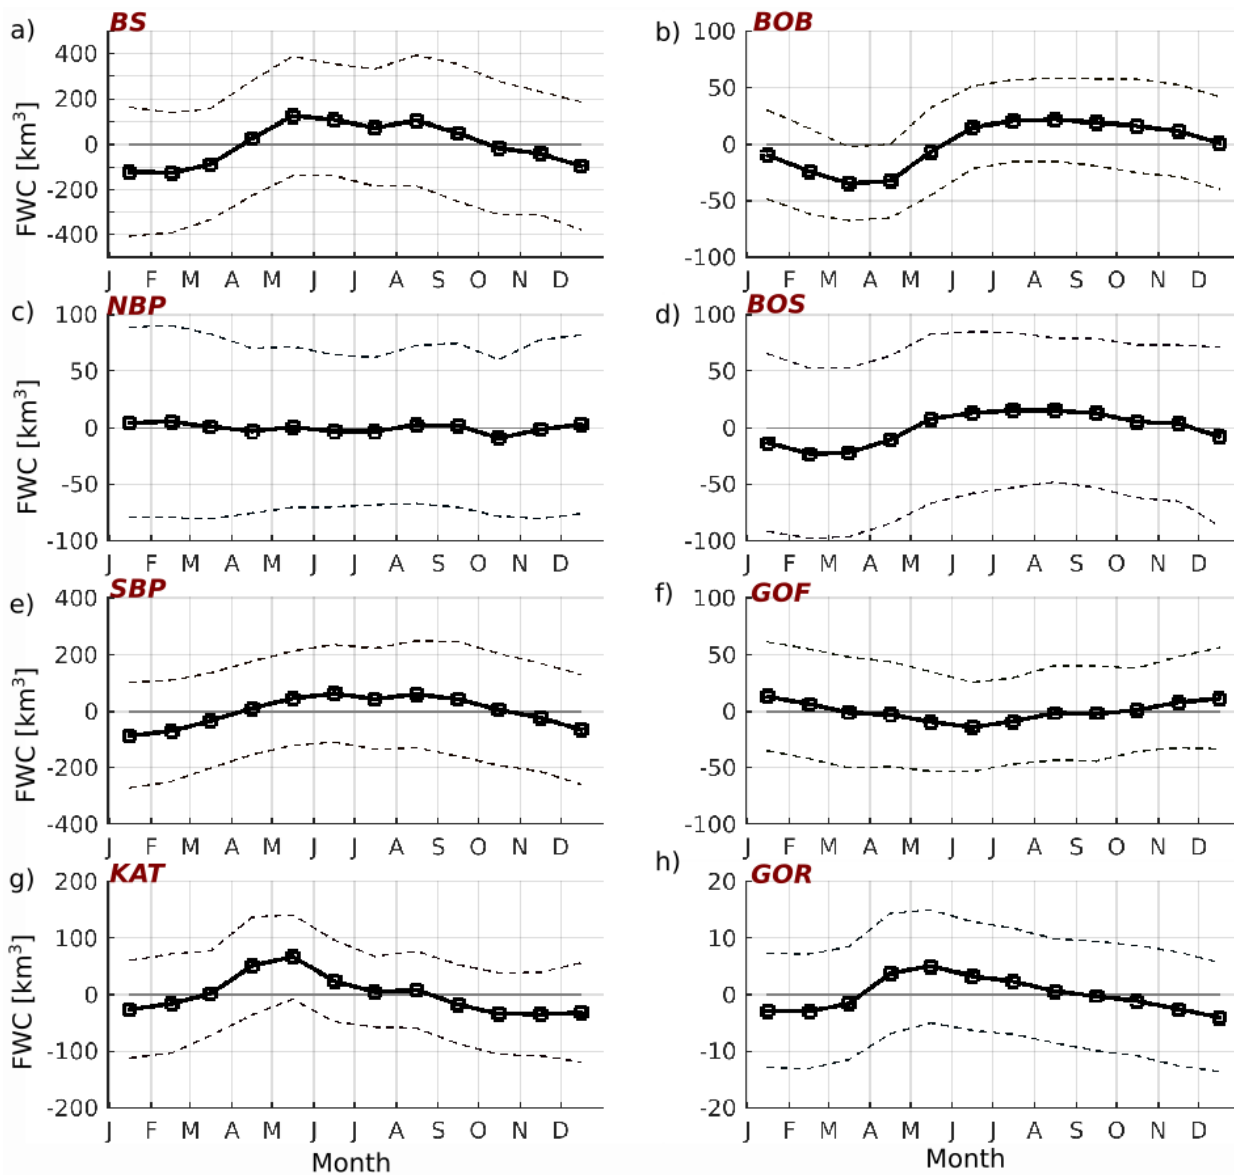 a) BS
400
200
0
-200
-400
FWC [km³]
J F M A M J J A S O N D
b) BOB
100
50
0
-50
-100
J F M A M J J A S O N D
c) NBP
100
50
0
-50
-100
FWC [km³]
J F M A M J J A S O N D
d) BOS
100
50
0
-50
-100
J F M A M J J A S O N D
e) SBP
400
200
0
-200
-400
FWC [km³]
J F M A M J J A S O N D
f) GOF
100
50
0
-50
-100
J F M A M J J A S O N D
g) KAT
200
100
0
-100
-200
FWC [km³]
J F M A M J J A S O N D
Month
h) GOR
20
10
0
-10
-20
J F M A M J J A S O N D
Month